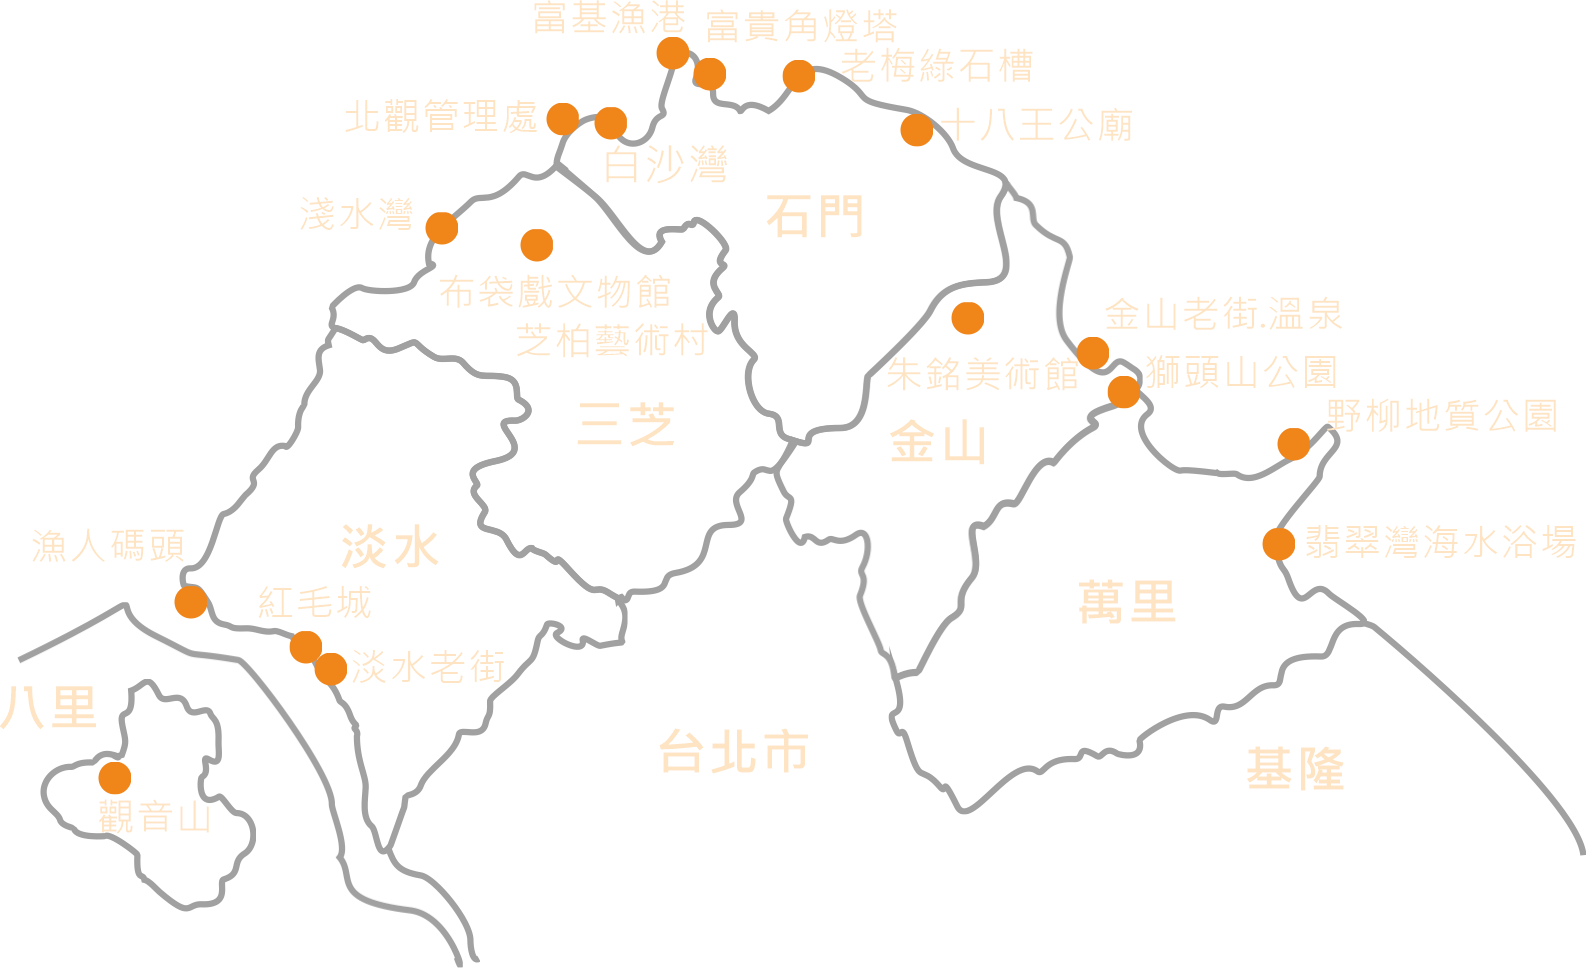 富基漁港
富貴角燈塔
老梅綠石槽
北觀管理處
十八王公廟
白沙灣
淺水灣
石門
布袋戲文物館
金山老街.溫泉
芝柏藝術村
朱銘美術館
獅頭山公園
三芝
金山
野柳地質公園
漁人碼頭
淡水
翡翠灣海水浴場
紅毛城
萬里
淡水老街
八里
台北市
基隆
觀音山